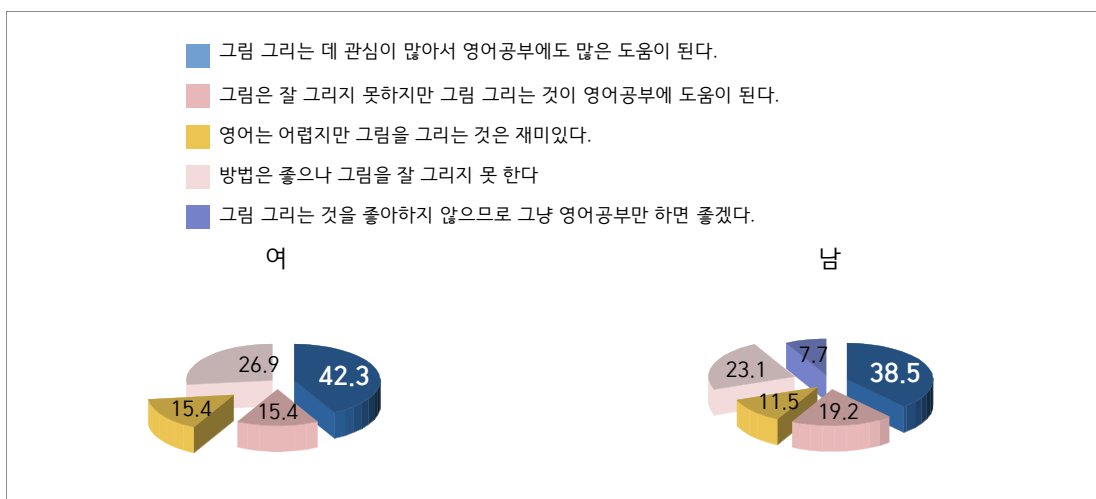 그림 그리는 데 관심이 많아서 영어공부에도 많은 도움이 된다.
그림은 잘 그리지 못하지만 그림 그리는 것이 영어공부에 도움이 된다.
영어는 어렵지만 그림을 그리는 것은 재미있다.
방법은 좋으나 그림을 잘 그리지 못 한다
그림 그리는 것을 좋아하지 않으므로 그냥 영어공부만 하면 좋겠다.
여
남
26.9
42.3
15.4
15.4
7.7
23.1
38.5
11.5
19.2